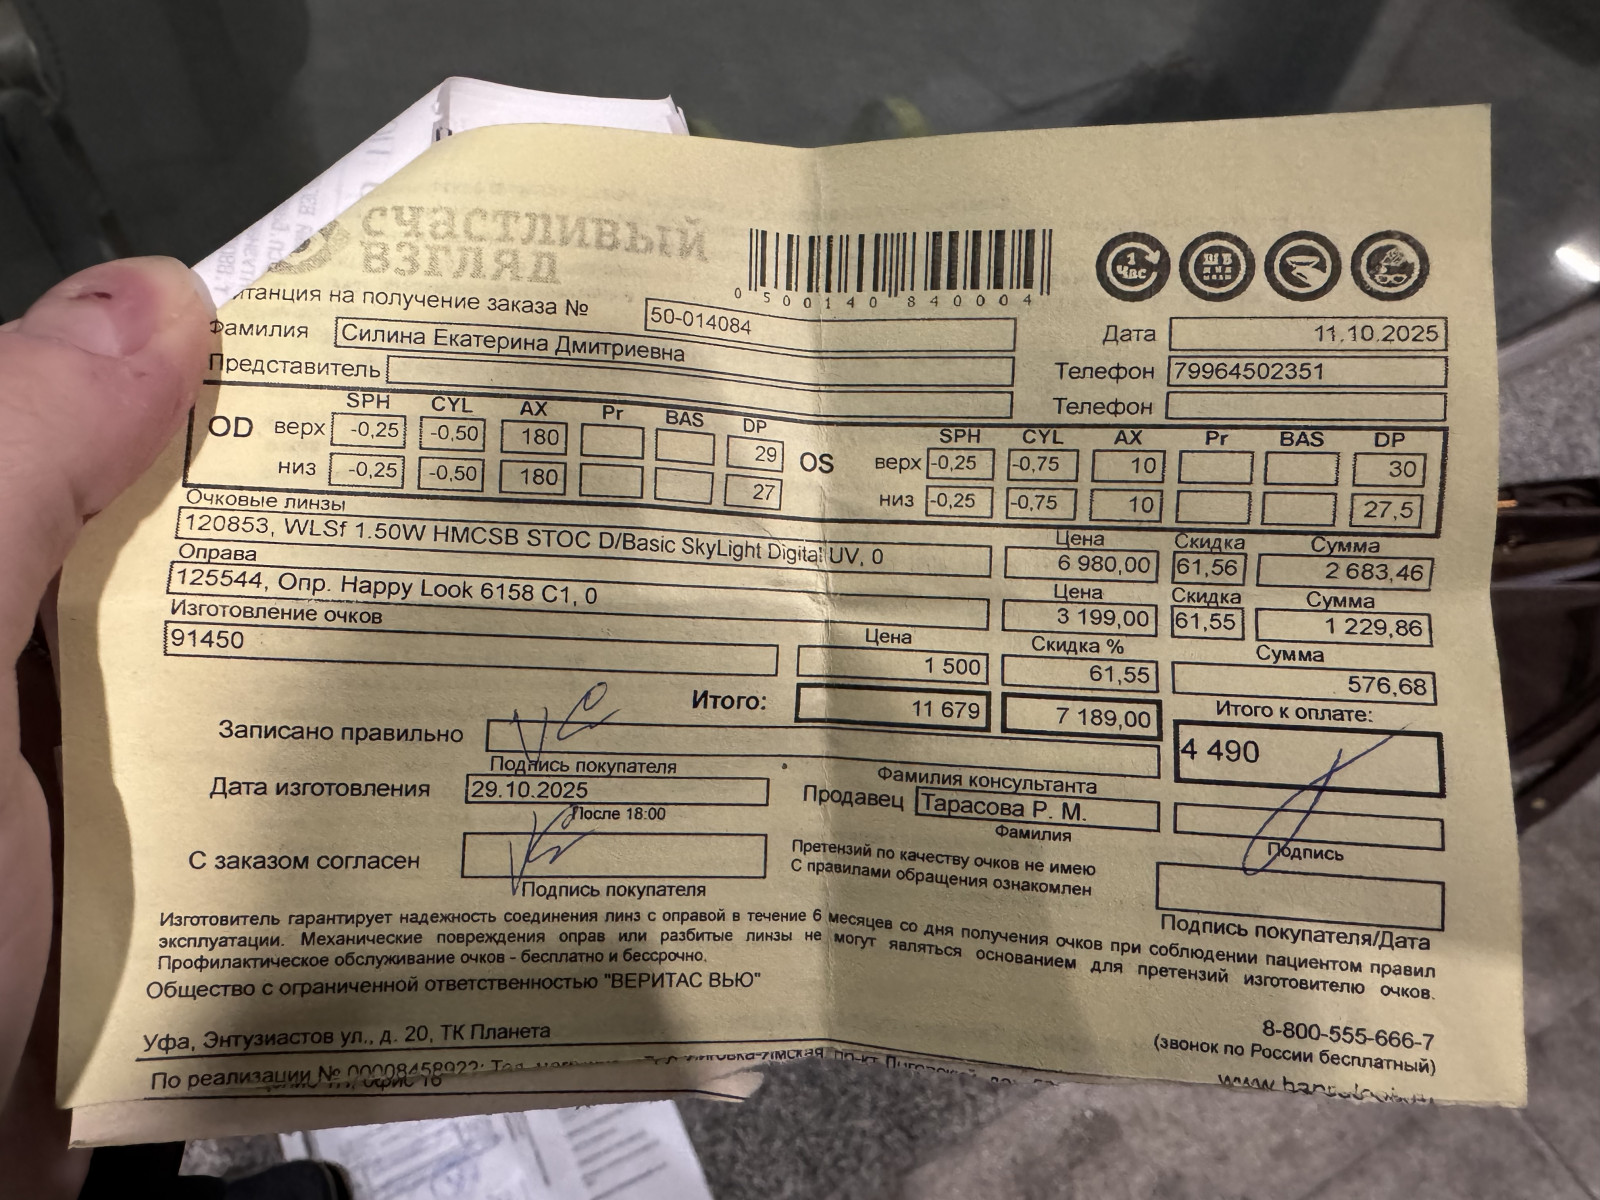 СЧАСТЛИВЫЙ
ВЗГЛЯД
0 500140 840004
1 час
ШБ
на получение заказа № 50-014084
Дата 11.10.2025
Фамилия Силина Екатерина Дмитриевна
Телефон 79964502351
Представитель
Телефон
SPH CYL AX Pr BAS DP
OD верх -0,25 -0,50 180 29
низ -0,25 -0,50 180 27
SPH CYL AX Pr BAS DP
OS верх -0,25 -0,75 10 30
низ -0,25 -0,75 10 27,5
Очковые линзы Цена Скидка Сумма
120853, WLSf 1.50W HMCSB STOC D/Basic SkyLight Digital UV, 0 6 980,00 61,56 2 683,46
Оправа Цена Скидка Сумма
125544, Опр. Happy Look 6158 C1, 0 3 199,00 61,55 1 229,86
Изготовление очков Цена Скидка % Сумма
91450 1 500 61,55 576,68
Итого: 11 679 7 189,00
Итого к оплате:
4 490
Записано правильно
Подпись покупателя
Фамилия консультанта
Дата изготовления 29.10.2025
После 18:00
Продавец Тарасова Р. М.
Фамилия
Подпись
С заказом согласен
Подпись покупателя
Претензий по качеству очков не имею
С правилами обращения ознакомлен
Подпись покупателя/Дата
Изготовитель гарантирует надежность соединения линз с оправой в течение 6 месяцев со дня получения очков при соблюдении пациентом правил
эксплуатации. Механические повреждения оправ или разбитые линзы не могут являться основанием для претензий изготовителю очков.
Профилактическое обслуживание очков - бесплатно и бессрочно.
Общество с ограниченной ответственностью "ВЕРИТАС ВЬЮ"
Уфа, Энтузиастов ул., д. 20, ТК Планета
8-800-555-666-7
(звонок по России бесплатный)
По реализации № 00008458922;
офис 16